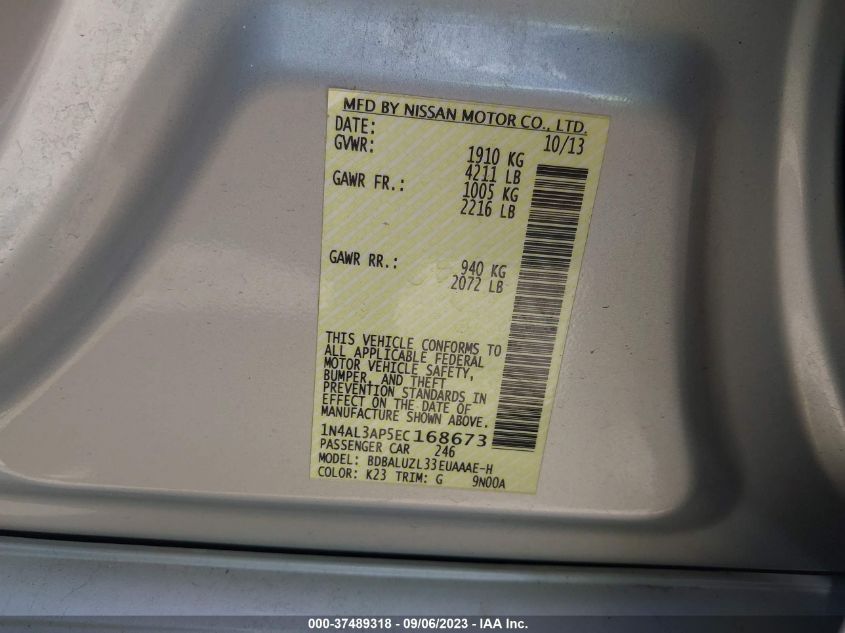 MFD BY NISSAN MOTOR CO., LTD.
DATE: 10/13
GVWR: 1910 KG
4211 LB
GAWR FR.: 1005 KG
2216 LB
GAWR RR.: 940 KG
2072 LB
THIS VEHICLE CONFORMS TO
ALL APPLICABLE FEDERAL
MOTOR VEHICLE SAFETY,
BUMPER, AND THEFT
PREVENTION STANDARDS IN
EFFECT ON THE DATE OF
MANUFACTURE SHOWN ABOVE.
1N4AL3AP5EC168673
PASSENGER CAR 246
MODEL: BDBALUZL33EUAAAE-H
COLOR: K23 TRIM: G 9N00A
000-37489318 - 09/06/2023 - IAA Inc.